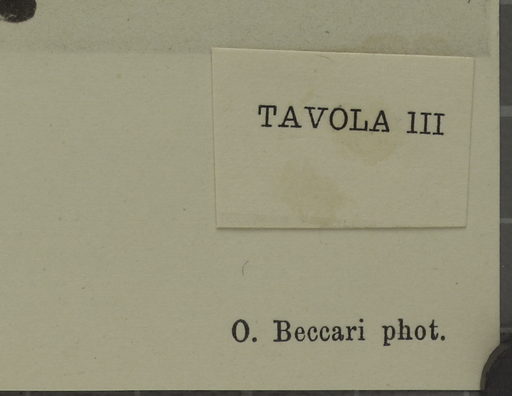 TAVOLA III
O. Beccari phot.